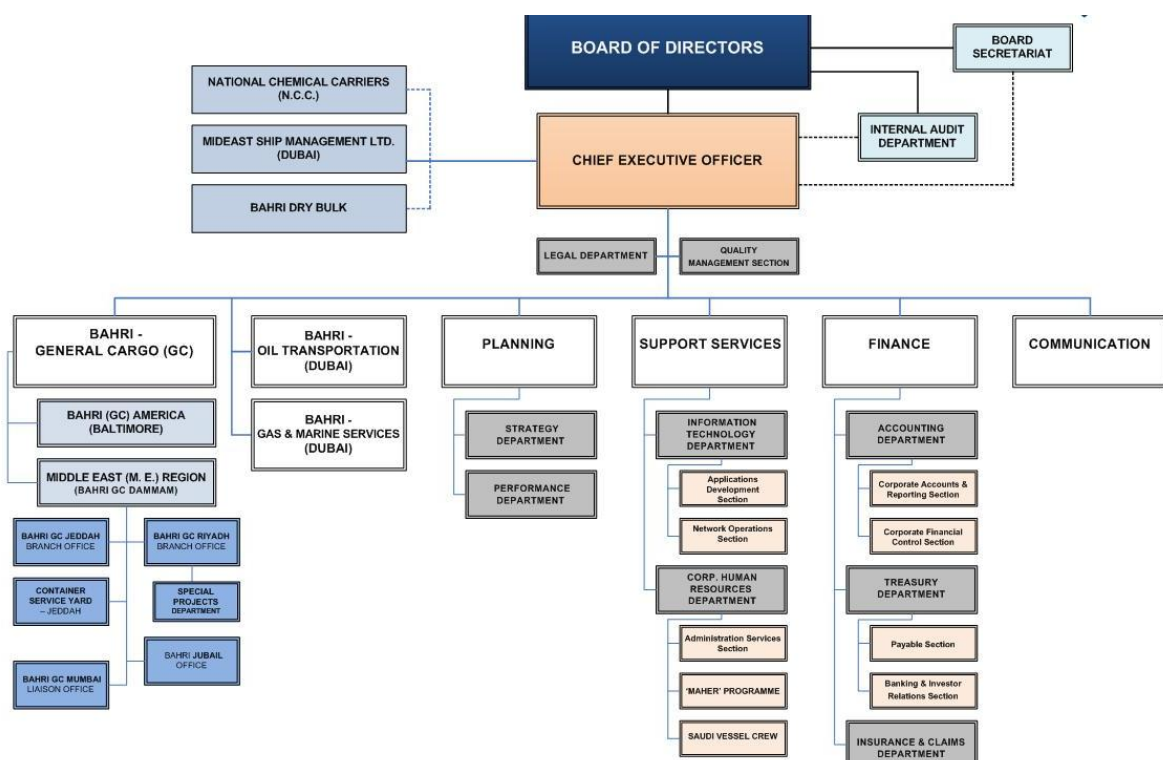 BOARD OF DIRECTORS
BOARD
SECRETARIAT
NATIONAL CHEMICAL CARRIERS
(N.C.C.)
MIDEAST SHIP MANAGEMENT LTD.
(DUBAI)
BAHRI DRY BULK
CHIEF EXECUTIVE OFFICER
INTERNAL AUDIT
DEPARTMENT
LEGAL DEPARTMENT
QUALITY
MANAGEMENT SECTION
BAHRI -
GENERAL CARGO (GC)
BAHRI -
OIL TRANSPORTATION
(DUBAI)
PLANNING
SUPPORT SERVICES
FINANCE
COMMUNICATION
BAHRI (GC) AMERICA
(BALTIMORE)
MIDDLE EAST (M. E.) REGION
(BAHRI GC DAMMAM)
BAHRI GC JEDDAH
BRANCH OFFICE
BAHRI GC RIYADH
BRANCH OFFICE
CONTAINER
SERVICE YARD
– JEDDAH
SPECIAL
PROJECTS
DEPARTMENT
BAHRI GC MUMBAI
LIAISON OFFICE
BAHRI JUBAIL
OFFICE
BAHRI -
GAS & MARINE SERVICES
(DUBAI)
STRATEGY
DEPARTMENT
PERFORMANCE
DEPARTMENT
INFORMATION
TECHNOLOGY
DEPARTMENT
Applications
Development
Section
Network Operations
Section
CORP. HUMAN
RESOURCES
DEPARTMENT
Administration Services
Section
'MAHER' PROGRAMME
SAUDI VESSEL CREW
ACCOUNTING
DEPARTMENT
Corporate Accounts &
Reporting Section
Corporate Financial
Control Section
TREASURY
DEPARTMENT
Payable Section
Banking & Investor
Relations Section
INSURANCE & CLAIMS
DEPARTMENT